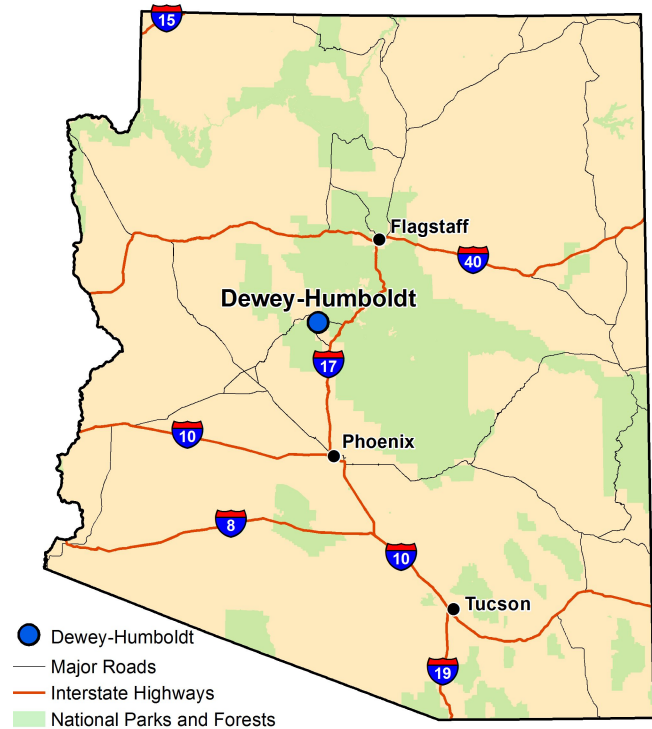 15
Flagstaff
40
Dewey-Humboldt
17
10
Phoenix
8
10
Tucson
19
Dewey-Humboldt
Major Roads
Interstate Highways
National Parks and Forests